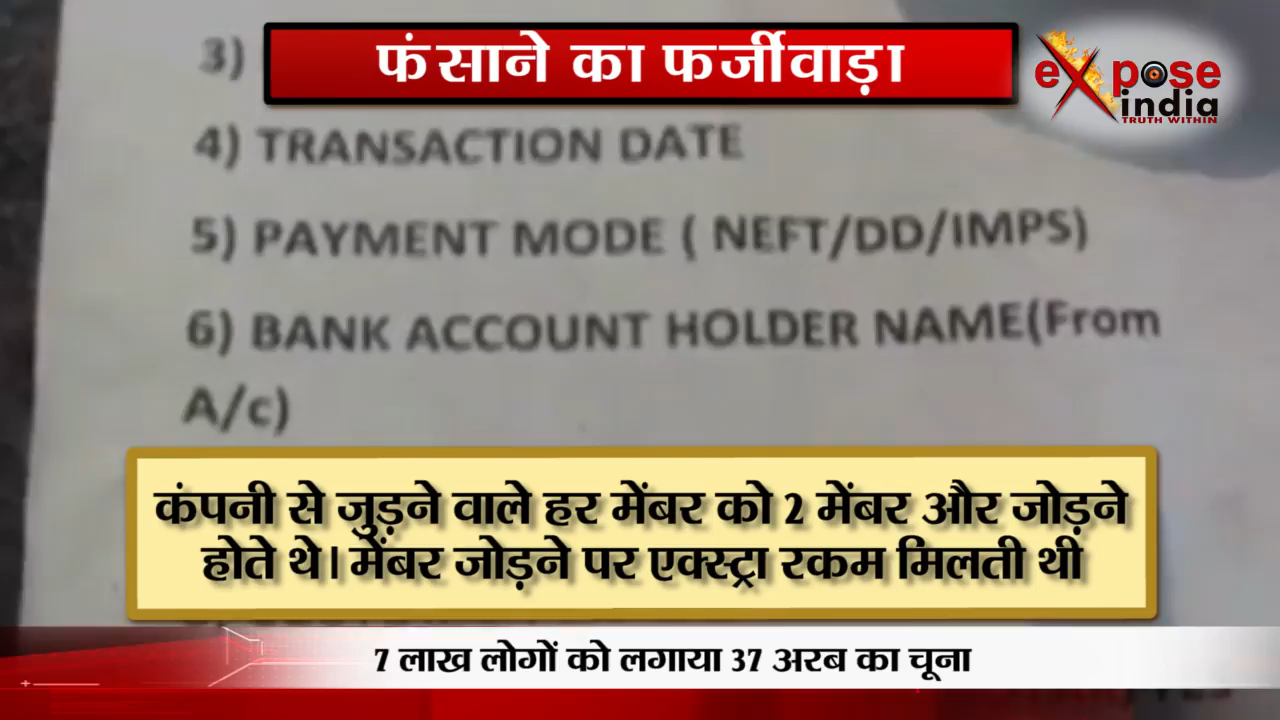 फंसाने का फर्जीवाड़ा
expose
india
TRUTH WITHIN
3)
4) TRANSACTION DATE
5) PAYMENT MODE ( NEFT/DD/IMPS)
6) BANK ACCOUNT HOLDER NAME(From
A/c)
कंपनी से जुड़ने वाले हर मेंबर को 2 मेंबर और जोड़ने
होते थे। मेंबर जोड़ने पर एक्स्ट्रा रकम मिलती थी
7 लाख लोगों को लगाया 37 अरब का चूना